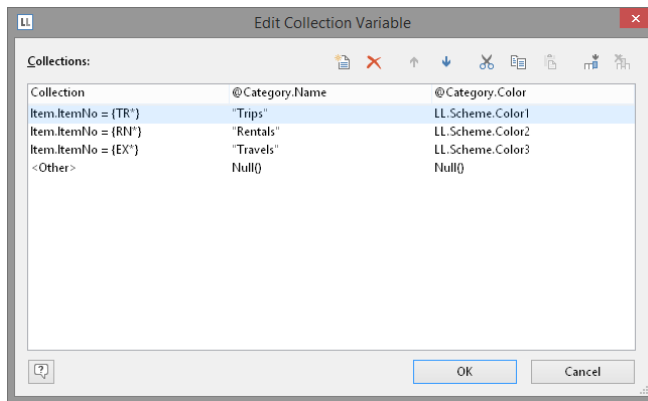 LL Edit Collection Variable
Collections:
Collection @Category.Name @Category.Color
Item.ItemNo = {TR*} "Trips" LL.Scheme.Color1
Item.ItemNo = {RN*} "Rentals" LL.Scheme.Color2
Item.ItemNo = {EX*} "Travels" LL.Scheme.Color3
<Other> Null() Null()
OK Cancel